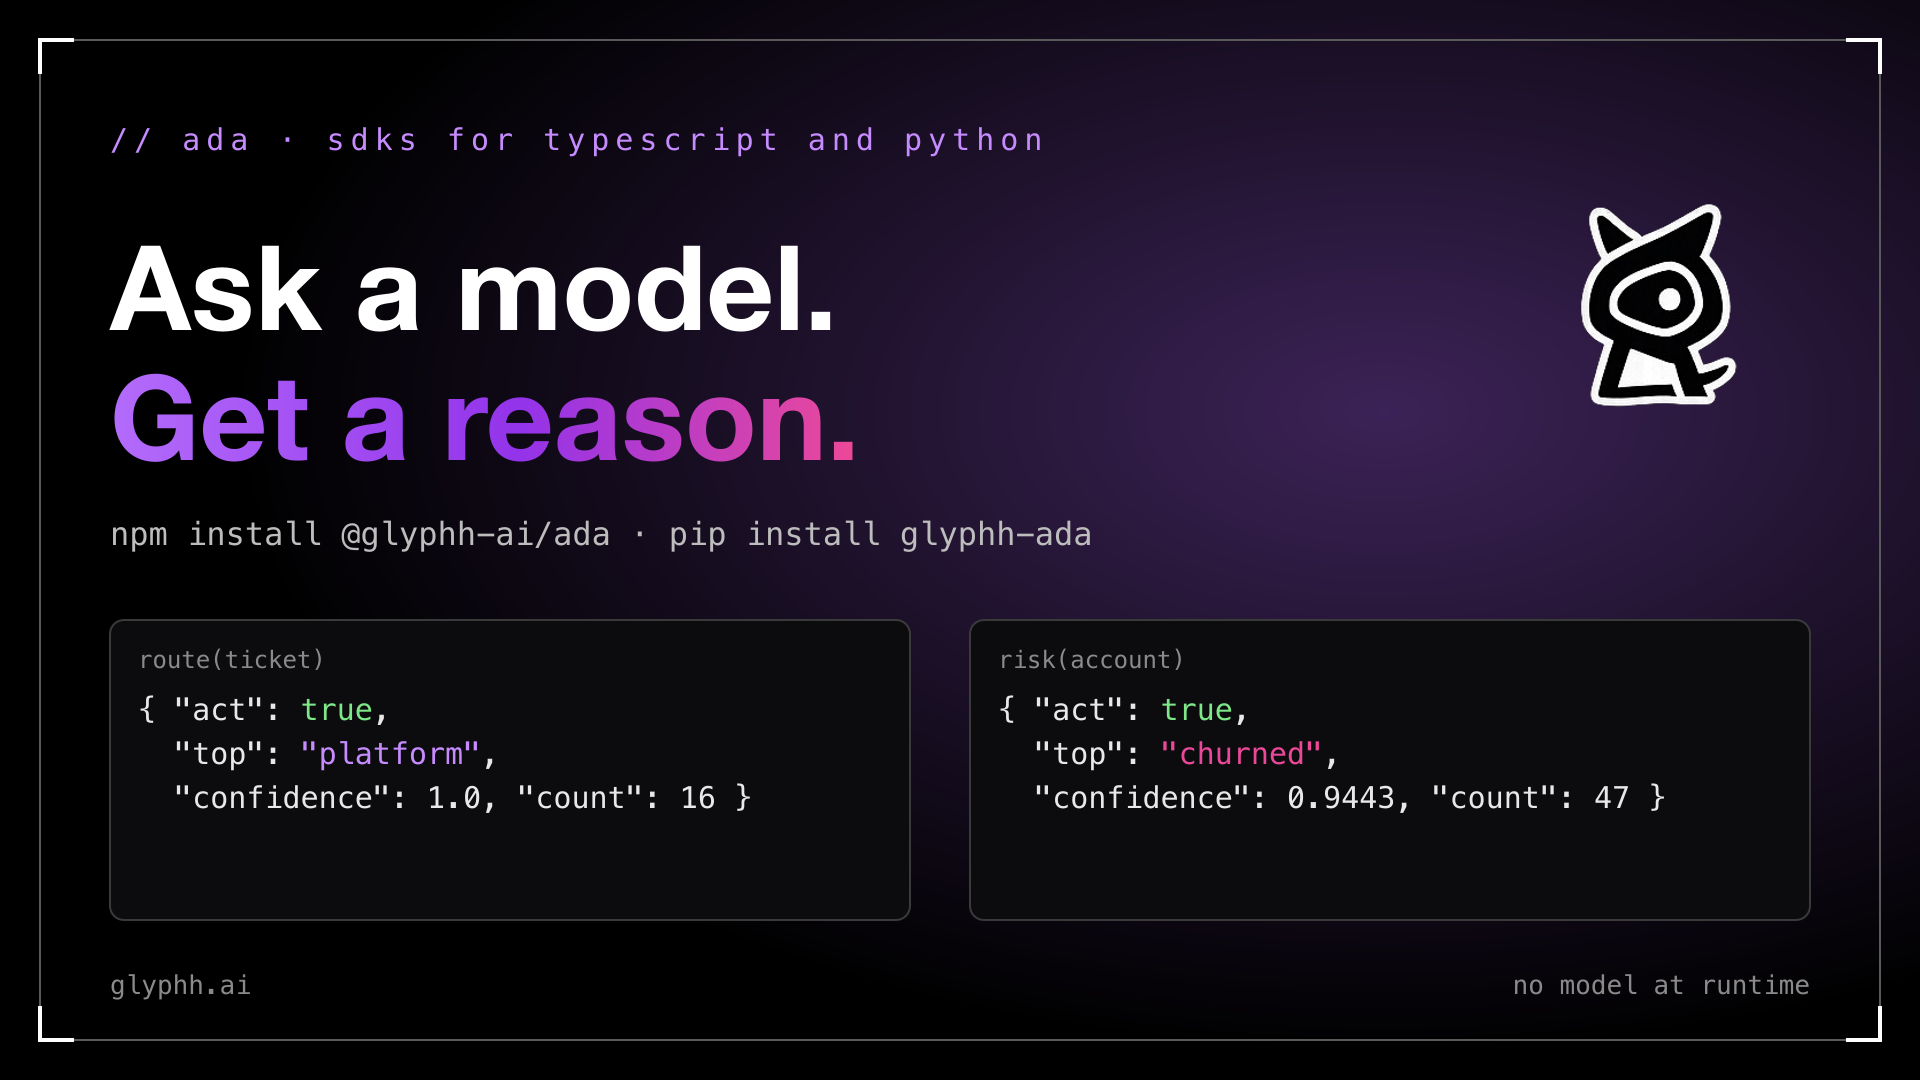 // ada · sdks for typescript and python
Ask a model.
Get a reason.
npm install @glyphh-ai/ada · pip install glyphh-ada
route(ticket)
{ "act": true,
"top": "platform",
"confidence": 1.0, "count": 16 }
risk(account)
{ "act": true,
"top": "churned",
"confidence": 0.9443, "count": 47 }
glyphh.ai
no model at runtime